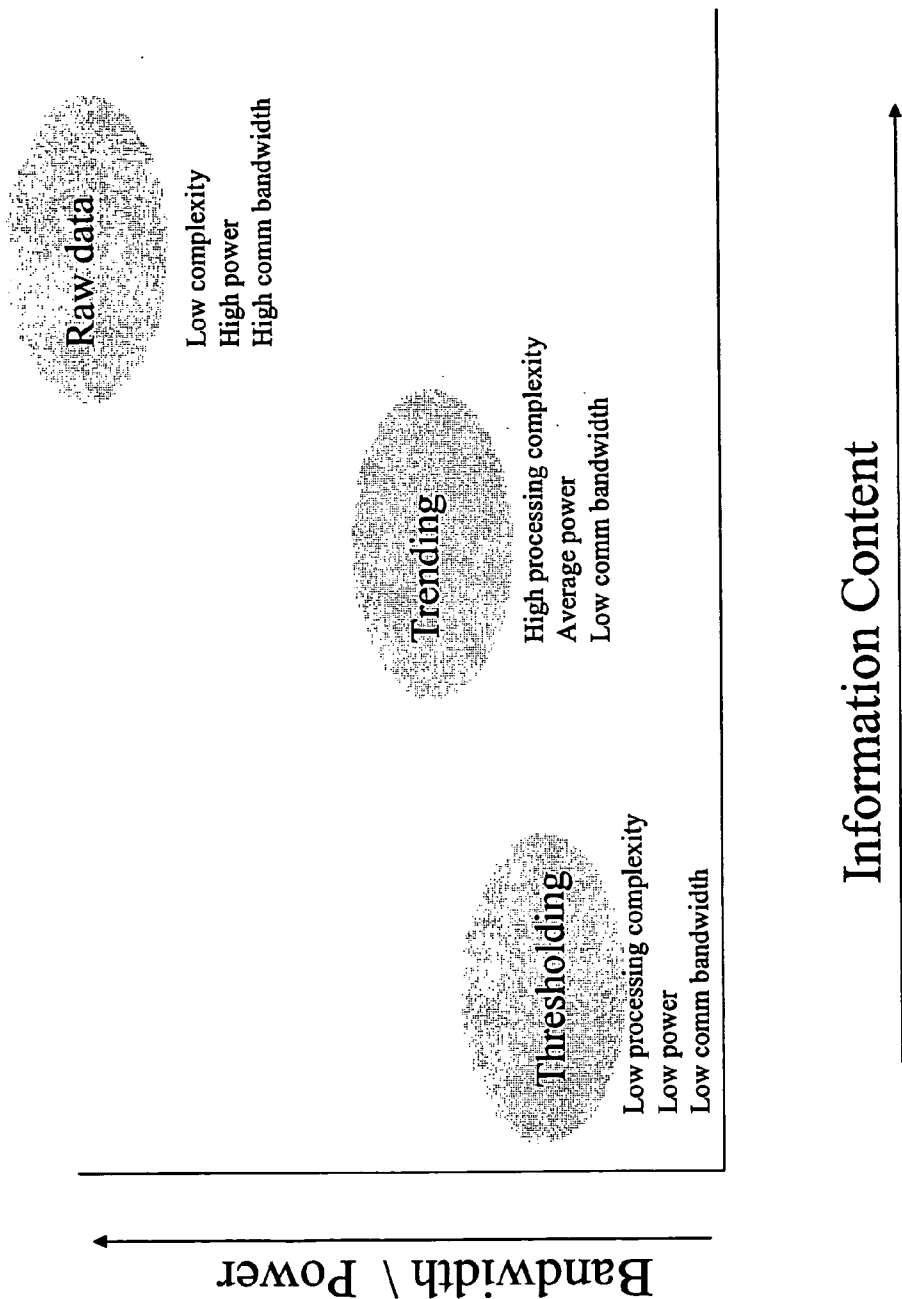 Bandwidth \ Power
Raw data
Low complexity
High power
High comm bandwidth
Trending
High processing complexity
Average power
Low comm bandwidth
Thresholding
Low processing complexity
Low power
Low comm bandwidth
Information Content